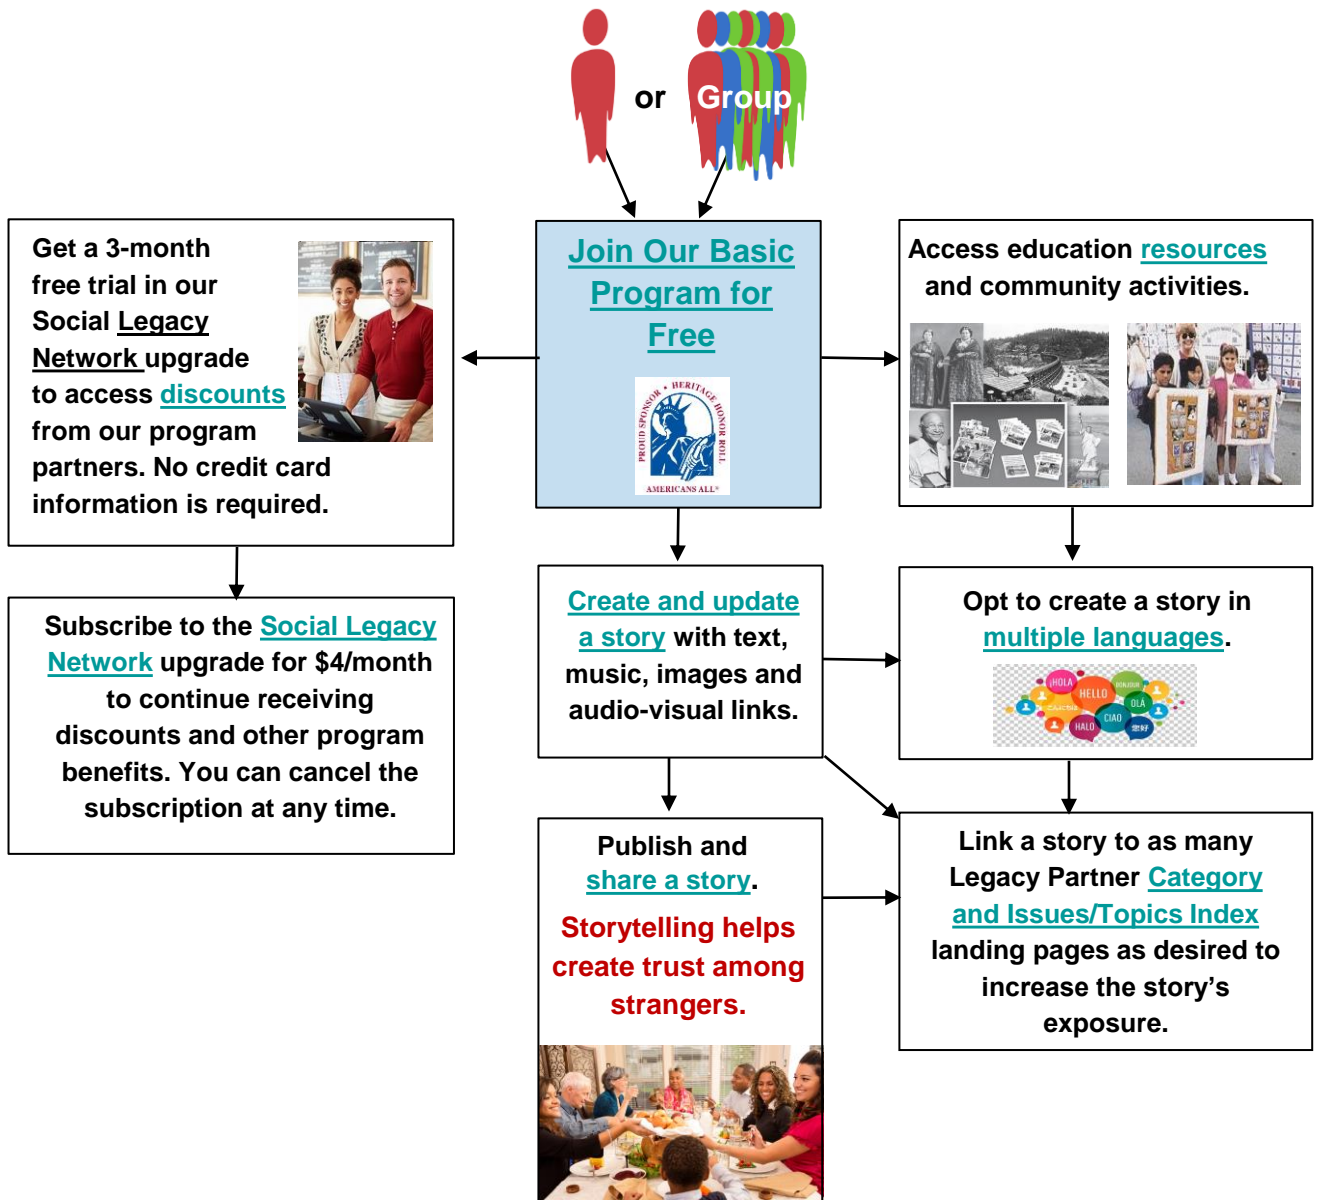 or
Group
Join Our Basic
Program for
Free
PROUD SPONSOR • HERITAGE HONOR ROLL
AMERICANS ALL®
Get a 3-month
free trial in our
Social Legacy
Network upgrade
to access discounts
from our program
partners. No credit card
information is required.
Subscribe to the Social Legacy
Network upgrade for $4/month
to continue receiving
discounts and other program
benefits. You can cancel the
subscription at any time.
Create and update
a story with text,
music, images and
audio-visual links.
Publish and
share a story.
Storytelling helps
create trust among
strangers.
Access education resources
and community activities.
Opt to create a story in
multiple languages.
¡HOLA
HELLO
BONJOUR
OLÁ
CIAO
HALO
您好
Link a story to as many
Legacy Partner Category
and Issues/Topics Index
landing pages as desired to
increase the story’s
exposure.